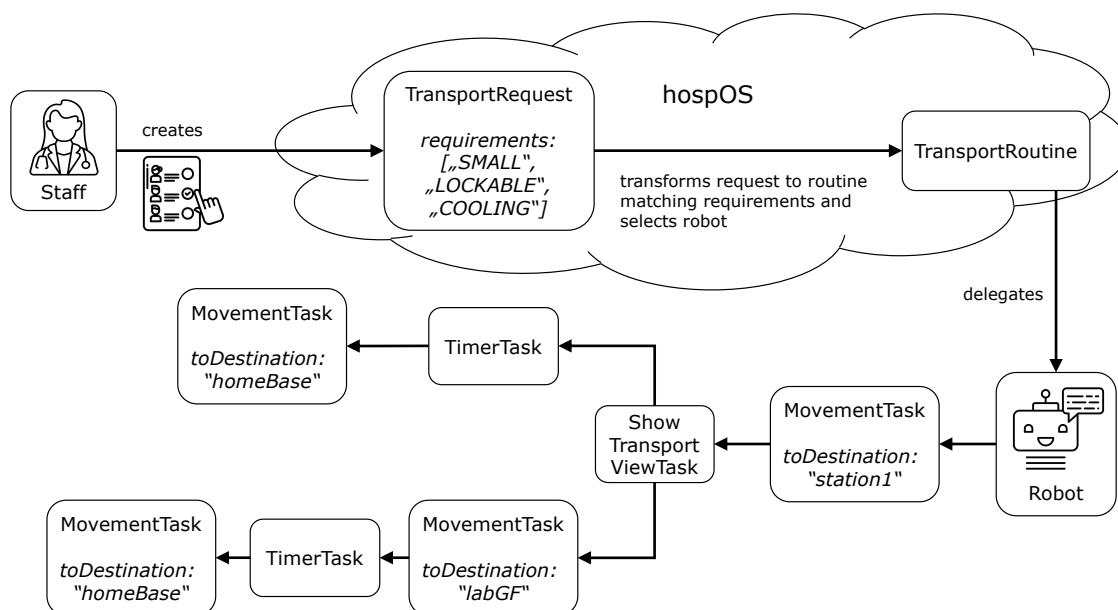 Staff
creates
TransportRequest
requirements:
[„SMALL“,
„LOCKABLE“,
„COOLING“]
hospOS
transforms request to routine
matching requirements and
selects robot
TransportRoutine
delegates
Robot
MovementTask
toDestination:
“station1“
Show
Transport
ViewTask
TimerTask
MovementTask
toDestination:
“homeBase“
MovementTask
toDestination:
“labGF“
TimerTask
MovementTask
toDestination:
“homeBase“